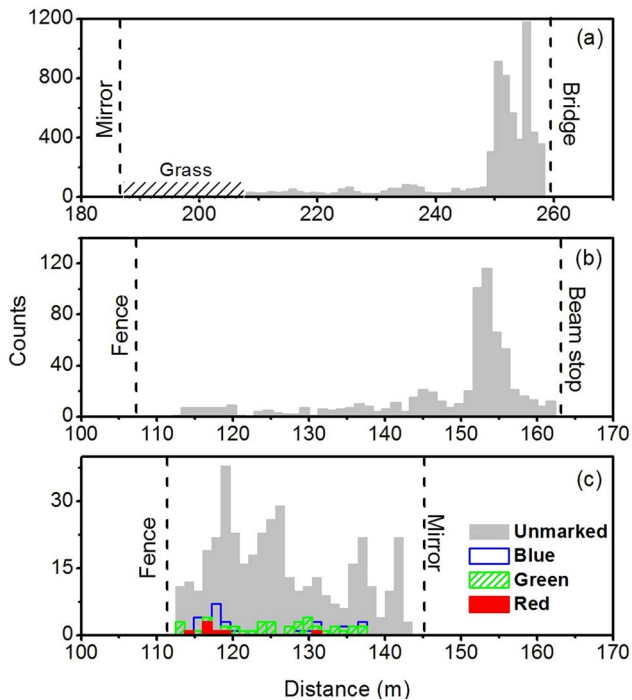 1200
(a)
800
Mirror
Bridge
400
Grass
0
180 200 220 240 260
(b)
120
80
Fence
Beam stop
40
0
100 110 120 130 140 150 160 170
Counts
(c)
30
Fence
Mirror
Unmarked
15
Blue
Green
Red
0
100 110 120 130 140 150 160 170
Distance (m)